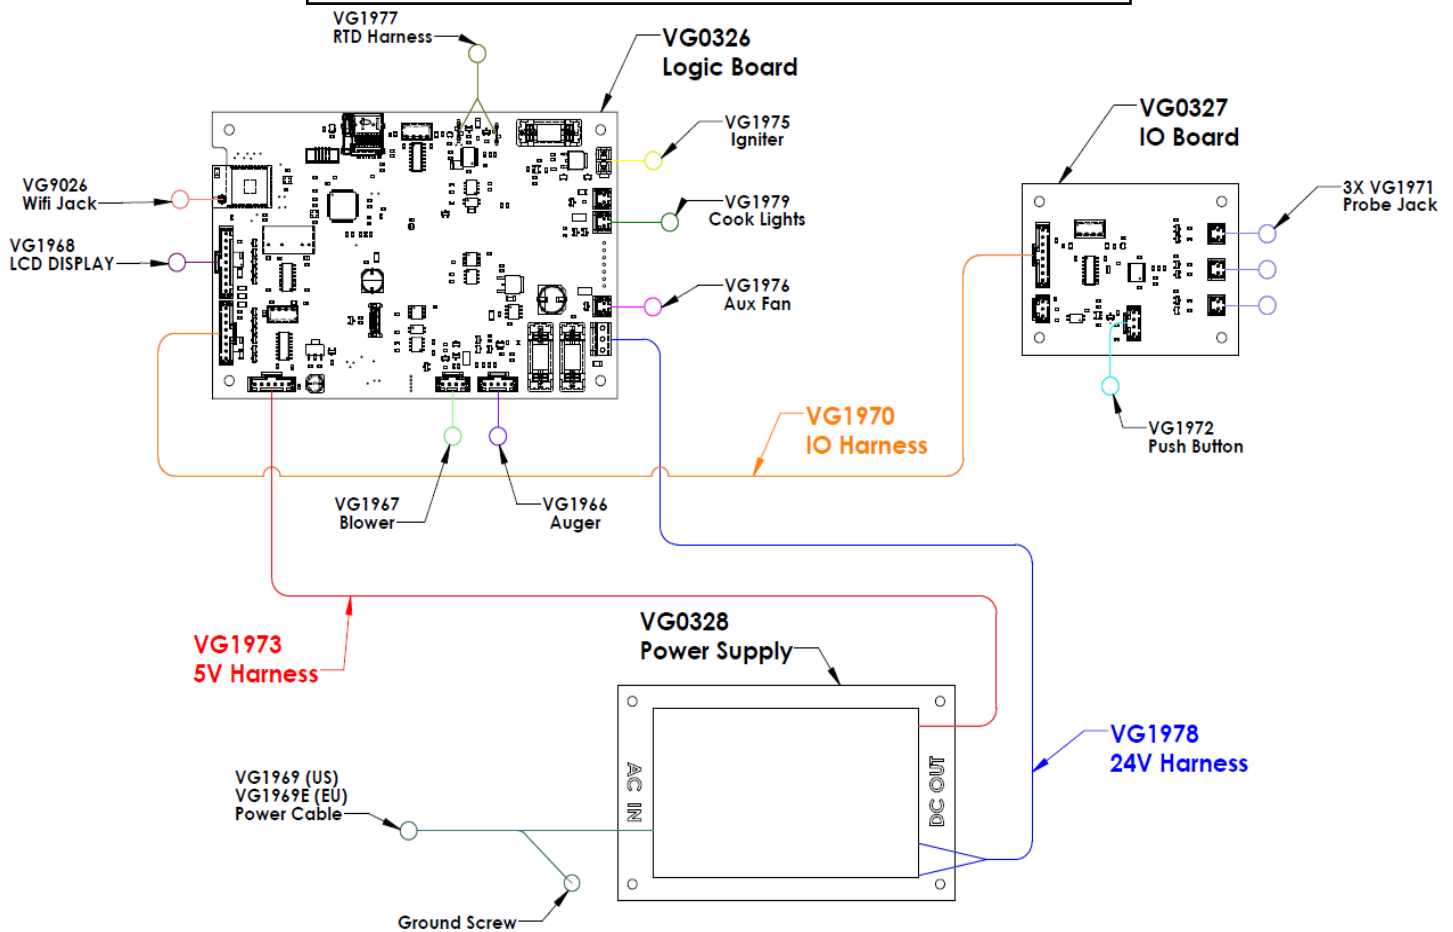 VG1977
RTD Harness
VG0326
Logic Board
VG1975
Igniter
VG0327
IO Board
VG9026
Wifi Jack
VG1979
Cook Lights
3X VG1971
Probe Jack
VG1968
LCD DISPLAY
VG1976
Aux Fan
VG1970
IO Harness
VG1972
Push Button
VG1967
Blower
VG1966
Auger
VG1973
5V Harness
VG0328
Power Supply
VG1978
24V Harness
AC IN
DC OUT
VG1969 (US)
VG1969E (EU)
Power Cable
Ground Screw